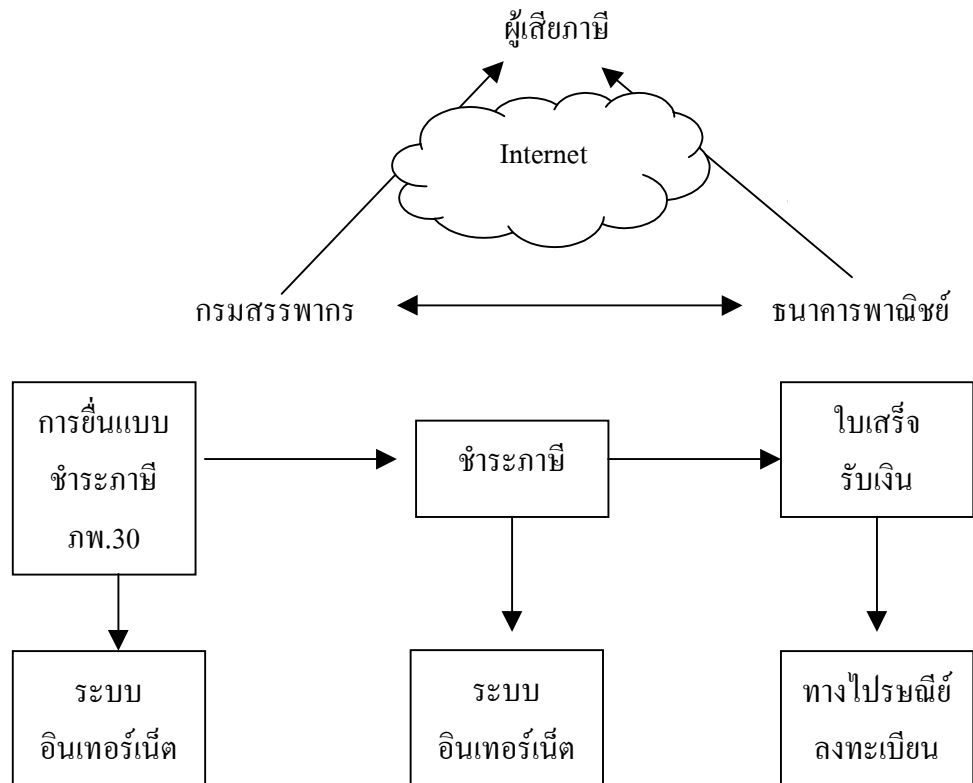 ผู้เสียภาษี
Internet
กรมสรรพากร
ธนาคารพาณิชย์
การยื่นแบบ
ชำระภาษี
ภพ.30
ชำระภาษี
ใบเสร็จ
รับเงิน
ระบบ
อินเทอร์เน็ต
ระบบ
อินเทอร์เน็ต
ทางไปรษณีย์
ลงทะเบียน